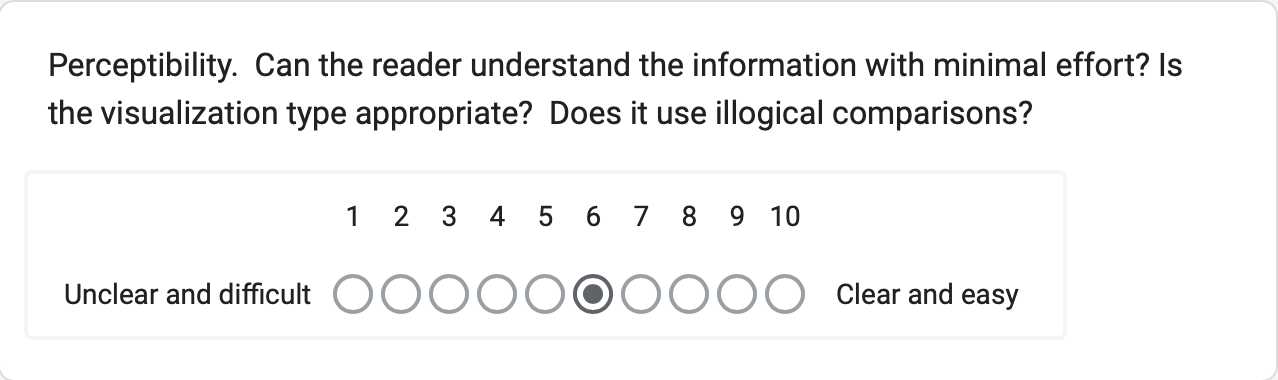 Perceptibility.  Can the reader understand the information with minimal effort? Is
the visualization type appropriate?  Does it use illogical comparisons?
1 2 3 4 5 6 7 8 9 10
Unclear and difficult Clear and easy